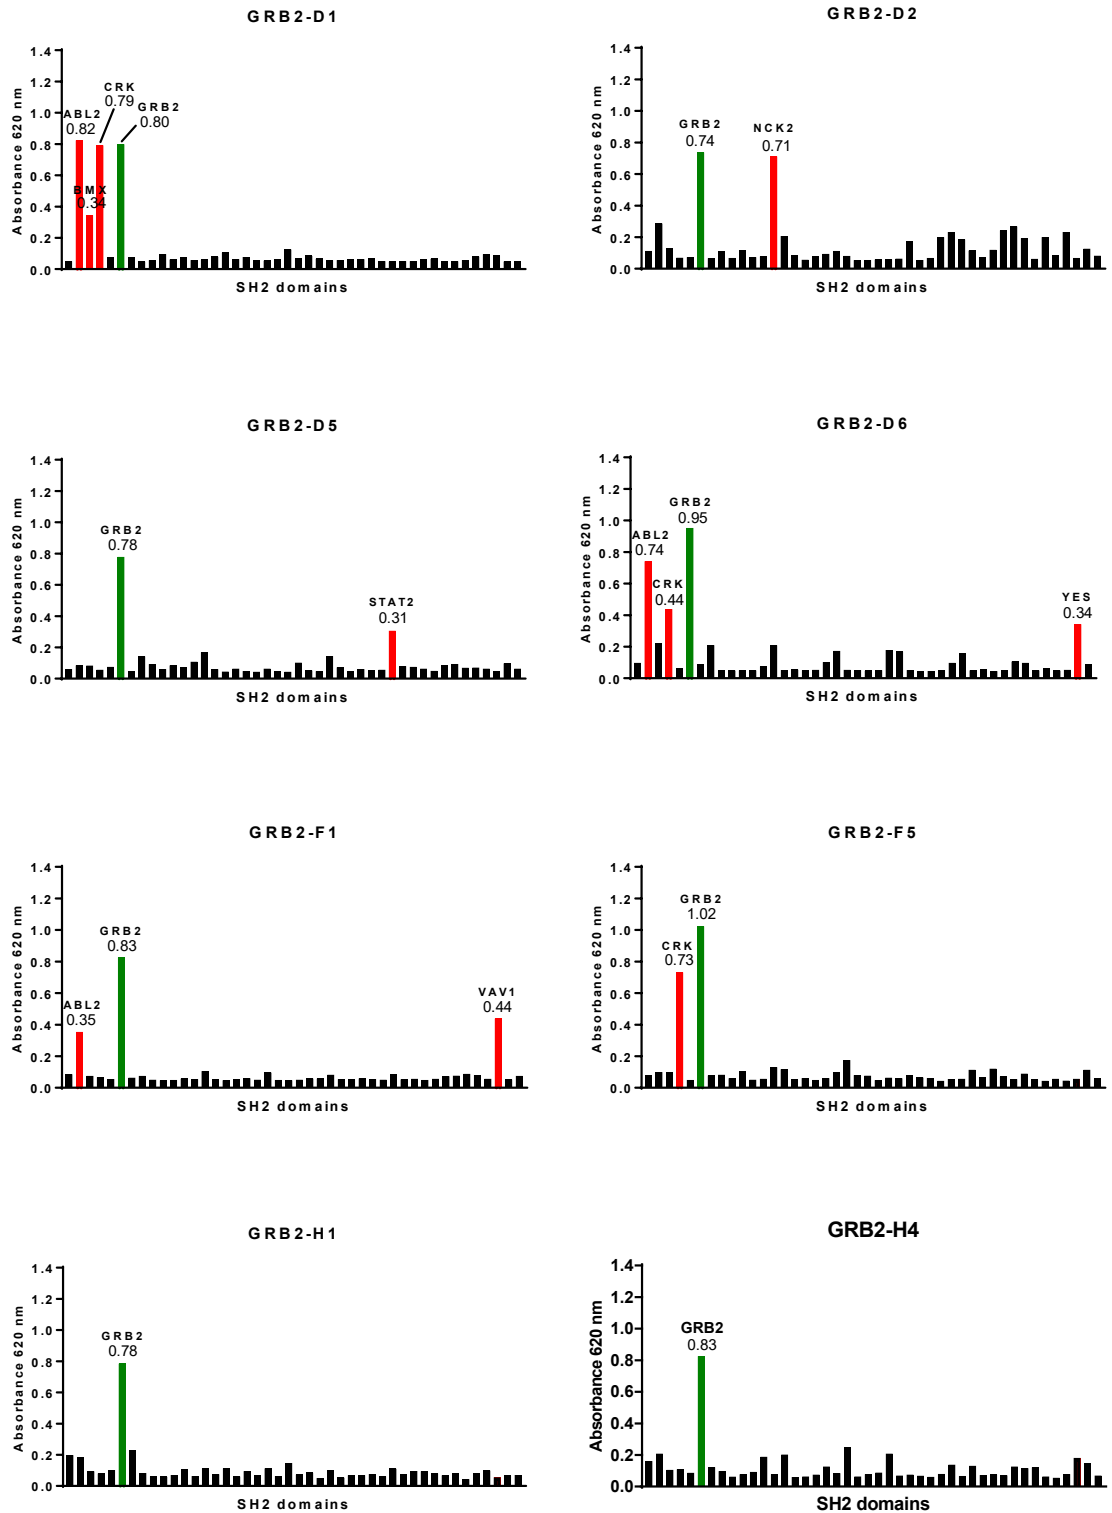 GRB2-D1
Absorbance 620 nm
1.4
1.2
1.0
0.8
0.6
0.4
0.2
0.0
ABL2
0.82
BMX
0.34
CRK
0.79
GRB2
0.80
SH2 domains
GRB2-D2
Absorbance 620 nm
1.4
1.2
1.0
0.8
0.6
0.4
0.2
0.0
GRB2
0.74
NCK2
0.71
SH2 domains
GRB2-D5
Absorbance 620 nm
1.4
1.2
1.0
0.8
0.6
0.4
0.2
0.0
GRB2
0.78
STAT2
0.31
SH2 domains
GRB2-D6
Absorbance 620 nm
1.4
1.2
1.0
0.8
0.6
0.4
0.2
0.0
ABL2
0.74
CRK
0.44
GRB2
0.95
YES
0.34
SH2 domains
GRB2-F1
Absorbance 620 nm
1.4
1.2
1.0
0.8
0.6
0.4
0.2
0.0
ABL2
0.35
GRB2
0.83
VAV1
0.44
SH2 domains
GRB2-F5
Absorbance 620 nm
1.4
1.2
1.0
0.8
0.6
0.4
0.2
0.0
CRK
0.73
GRB2
1.02
SH2 domains
GRB2-H1
Absorbance 620 nm
1.4
1.2
1.0
0.8
0.6
0.4
0.2
0.0
GRB2
0.78
SH2 domains
GRB2-H4
Absorbance 620 nm
1.4
1.2
1.0
0.8
0.6
0.4
0.2
0.0
GRB2
0.83
SH2 domains